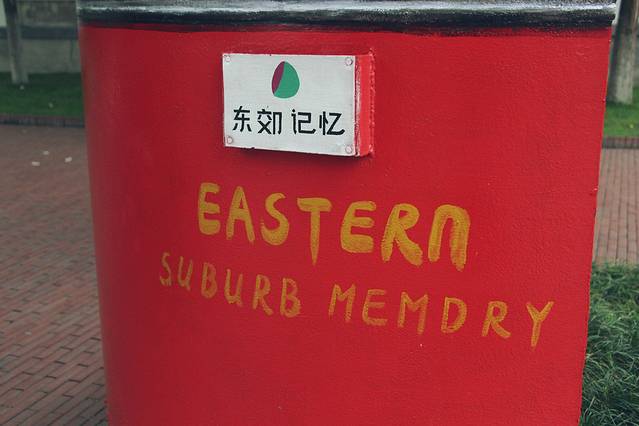 东郊记忆
EASTERN
SUBURB MEMDRY